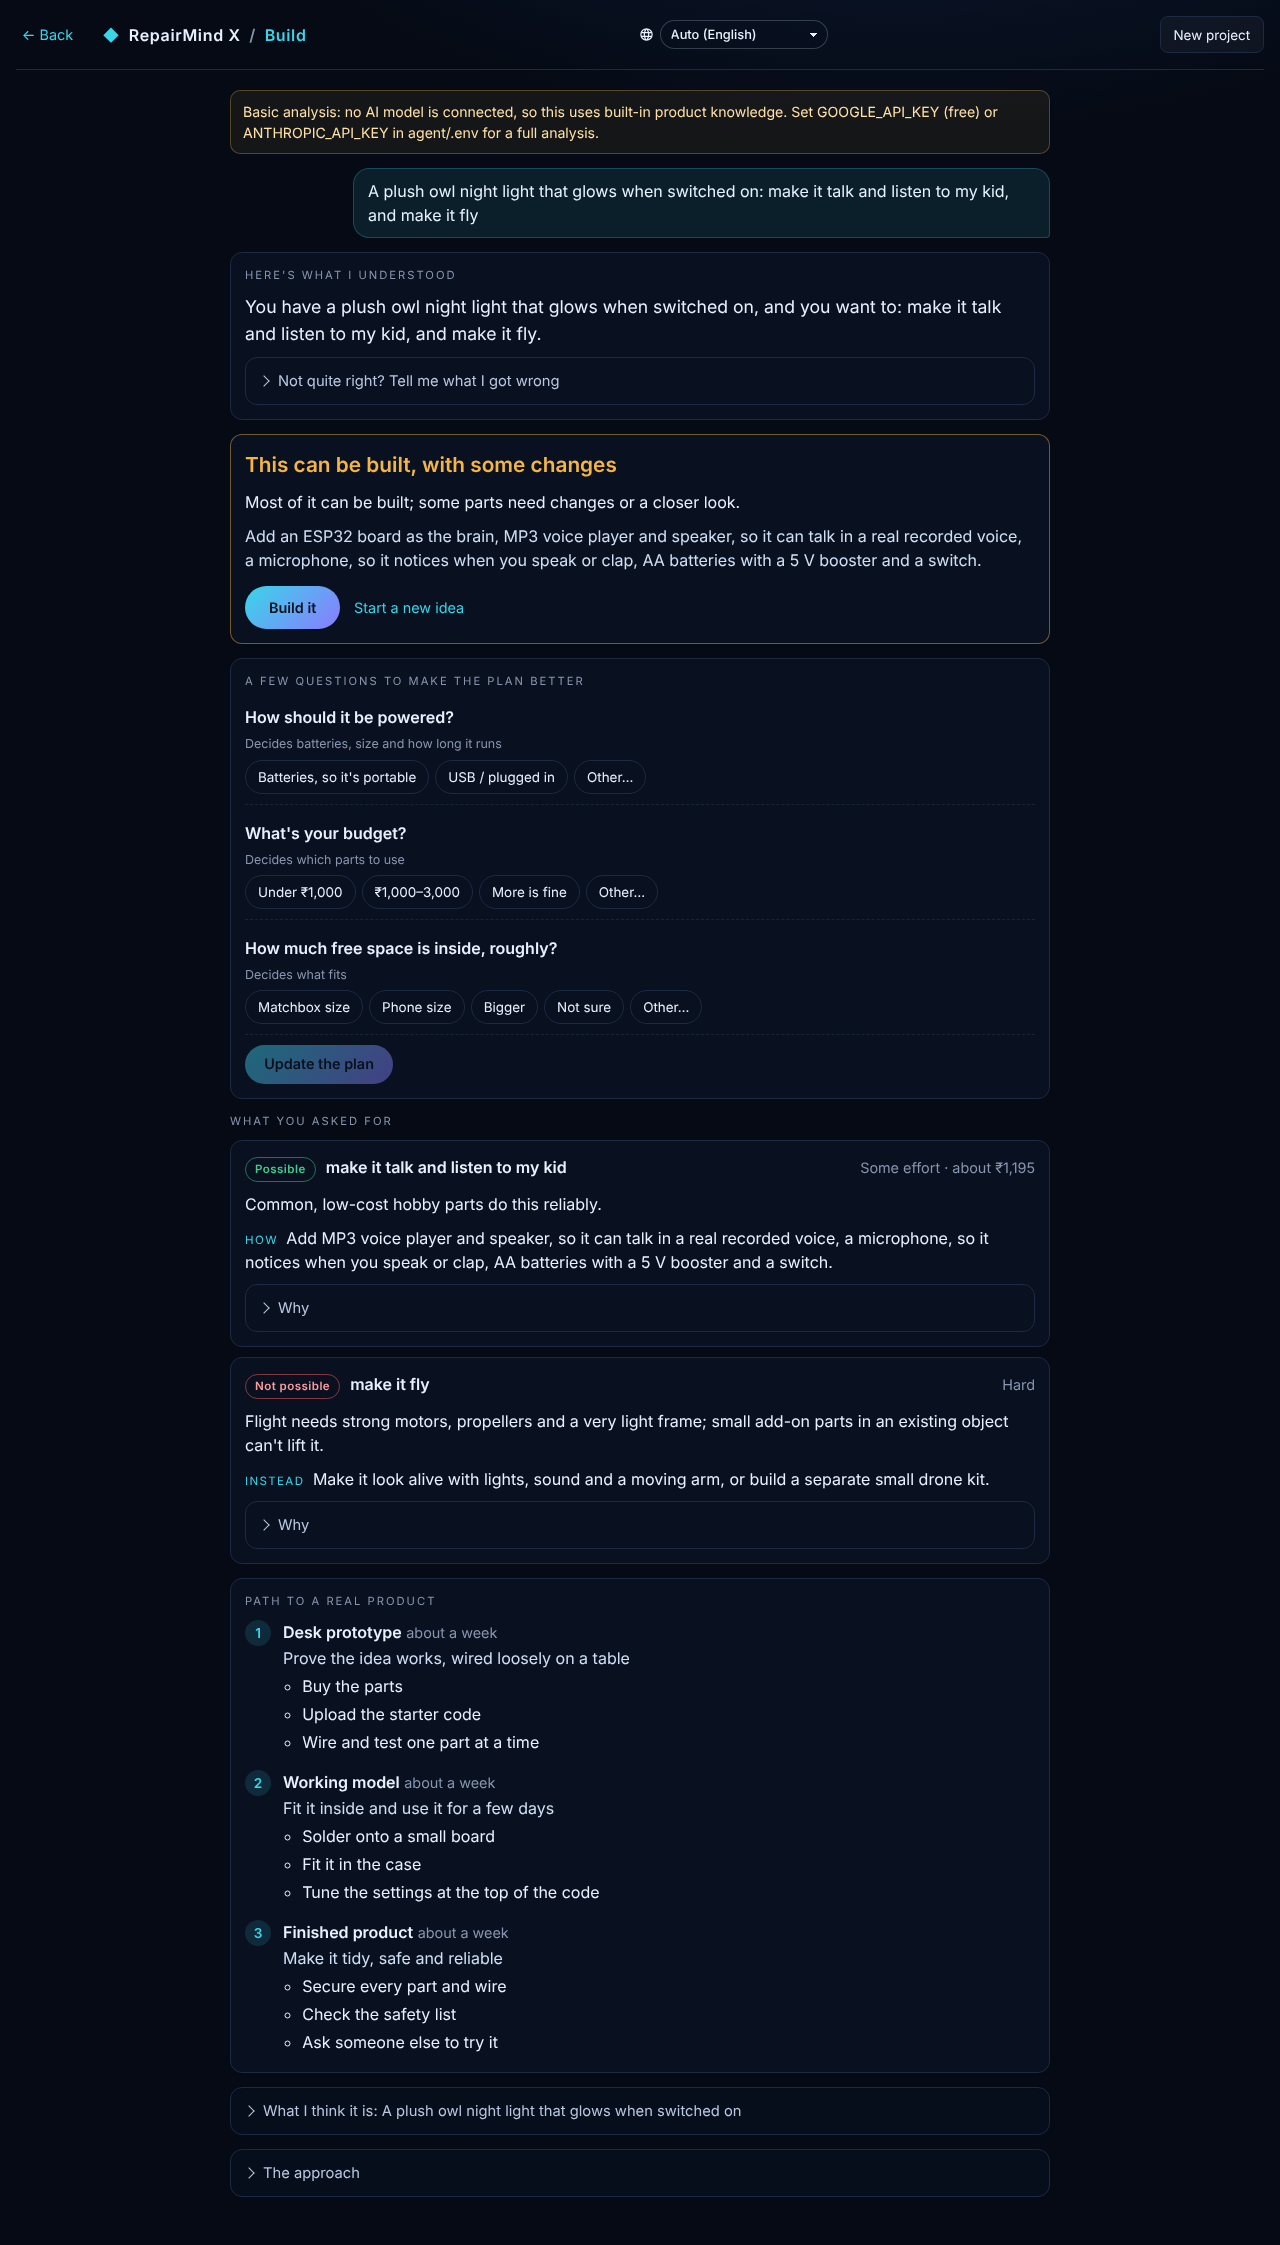 ← Back
◆ RepairMind X / Build
Auto (English)
New project
Basic analysis: no AI model is connected, so this uses built-in product knowledge. Set GOOGLE_API_KEY (free) or
ANTHROPIC_API_KEY in agent/.env for a full analysis.
A plush owl night light that glows when switched on: make it talk and listen to my kid,
and make it fly
HERE'S WHAT I UNDERSTOOD
You have a plush owl night light that glows when switched on, and you want to: make it talk
and listen to my kid, and make it fly.
Not quite right? Tell me what I got wrong
This can be built, with some changes
Most of it can be built; some parts need changes or a closer look.
Add an ESP32 board as the brain, MP3 voice player and speaker, so it can talk in a real recorded voice,
a microphone, so it notices when you speak or clap, AA batteries with a 5 V booster and a switch.
Build it
Start a new idea
A FEW QUESTIONS TO MAKE THE PLAN BETTER
How should it be powered?
Decides batteries, size and how long it runs
Batteries, so it's portable
USB / plugged in
Other...
What's your budget?
Decides which parts to use
Under ₹1,000
₹1,000–3,000
More is fine
Other...
How much free space is inside, roughly?
Decides what fits
Matchbox size
Phone size
Bigger
Not sure
Other...
Update the plan
WHAT YOU ASKED FOR
Possible
make it talk and listen to my kid
Some effort · about ₹1,195
Common, low-cost hobby parts do this reliably.
HOW Add MP3 voice player and speaker, so it can talk in a real recorded voice, a microphone, so it
notices when you speak or clap, AA batteries with a 5 V booster and a switch.
Why
Not possible
make it fly
Hard
Flight needs strong motors, propellers and a very light frame; small add-on parts in an existing object
can't lift it.
INSTEAD Make it look alive with lights, sound and a moving arm, or build a separate small drone kit.
Why
PATH TO A REAL PRODUCT
1 Desk prototype about a week
Prove the idea works, wired loosely on a table
Buy the parts
Upload the starter code
Wire and test one part at a time
2 Working model about a week
Fit it inside and use it for a few days
Solder onto a small board
Fit it in the case
Tune the settings at the top of the code
3 Finished product about a week
Make it tidy, safe and reliable
Secure every part and wire
Check the safety list
Ask someone else to try it
What I think it is: A plush owl night light that glows when switched on
The approach